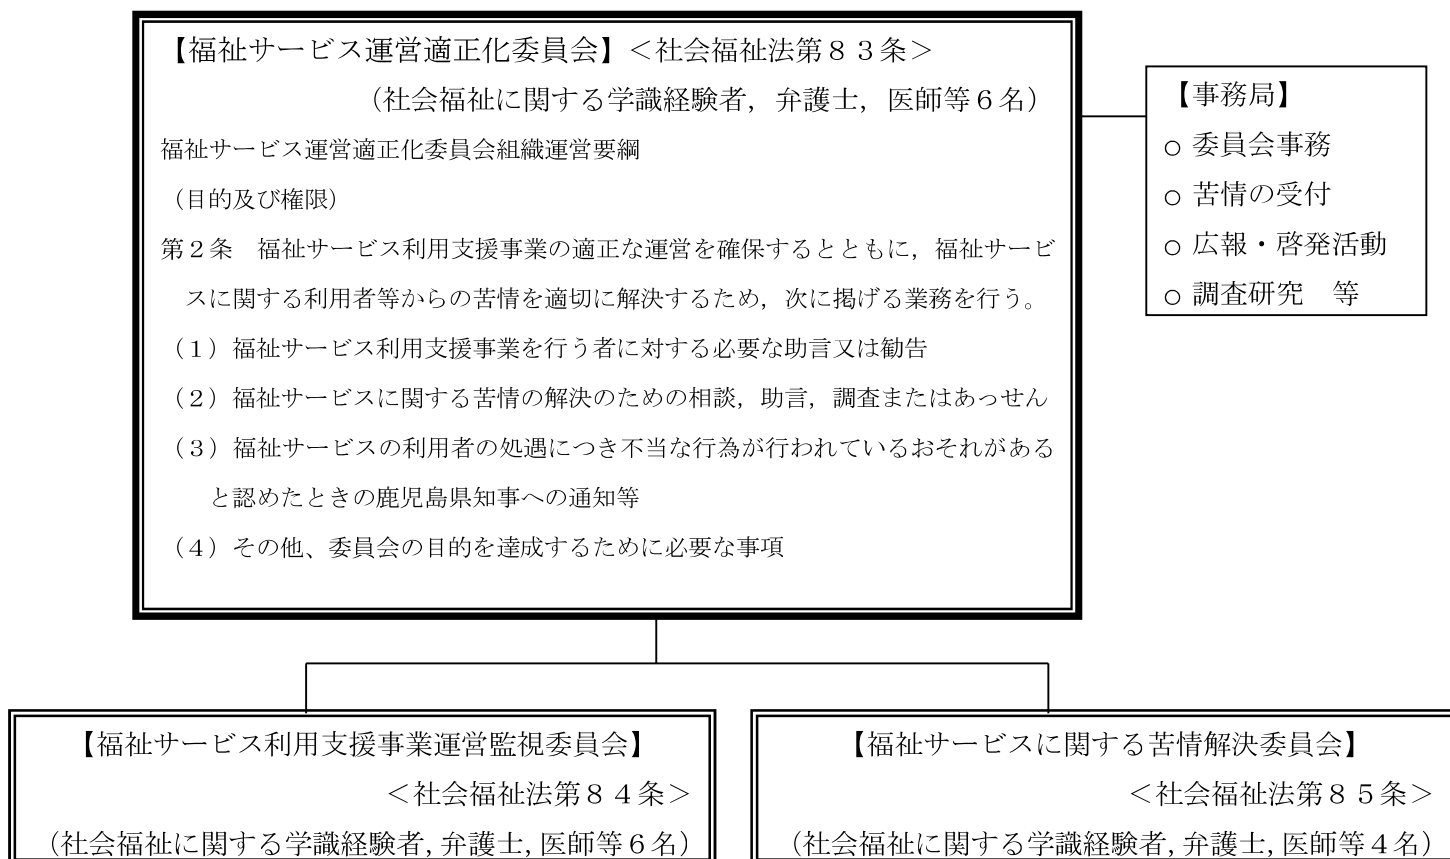 【福祉サービス運営適正化委員会】＜社会福祉法第８３条＞
（社会福祉に関する学識経験者，弁護士，医師等６名）
福祉サービス運営適正化委員会組織運営要綱
（目的及び権限）
第２条　福祉サービス利用支援事業の適正な運営を確保するとともに，福祉サービ
スに関する利用者等からの苦情を適切に解決するため，次に掲げる業務を行う。
（１）福祉サービス利用支援事業を行う者に対する必要な助言又は勧告
（２）福祉サービスに関する苦情の解決のための相談，助言，調査またはあっせん
（３）福祉サービスの利用者の処遇につき不当な行為が行われているおそれがある
と認めたときの鹿児島県知事への通知等
（４）その他、委員会の目的を達成するために必要な事項
【事務局】
○ 委員会事務
○ 苦情の受付
○ 広報・啓発活動
○ 調査研究　等
【福祉サービス利用支援事業運営監視委員会】
＜社会福祉法第８４条＞
（社会福祉に関する学識経験者，弁護士，医師等６名）
【福祉サービスに関する苦情解決委員会】
＜社会福祉法第８５条＞
（社会福祉に関する学識経験者，弁護士，医師等４名）